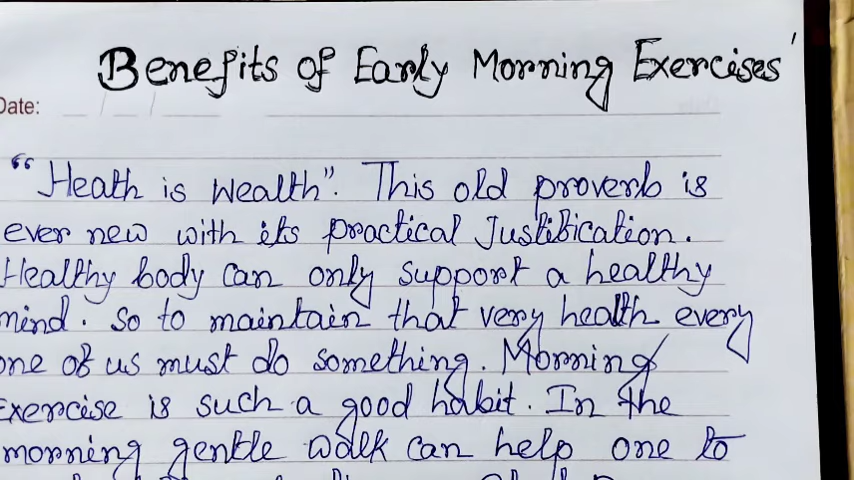 Benefits of Early Morning Exercises'
Date: / /
"Heath is wealth". This old proverb is
ever new with its practical Justification.
Healthy body can only support a healthy
mind. So to maintain that very health every
one of us must do something. Morning
Exercise is such a good habit. In the
morning gentle walk can help one to